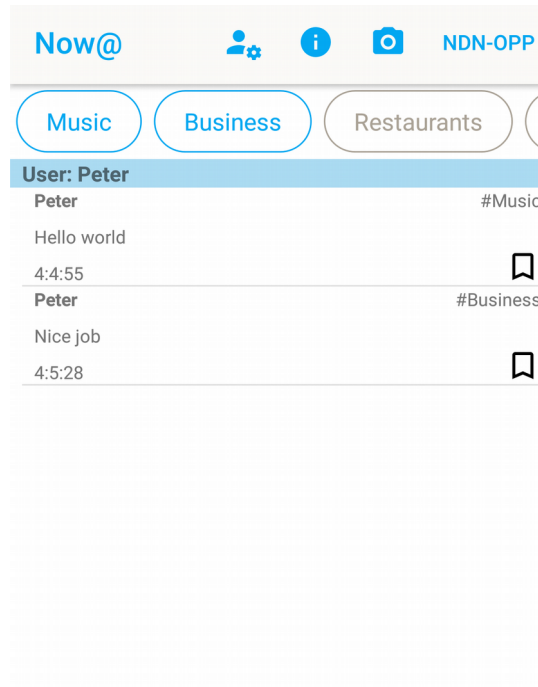 Now@ NDN-OPP
Music Business Restaurants
User: Peter
Peter #Music
Hello world
4:4:55
Peter #Business
Nice job
4:5:28